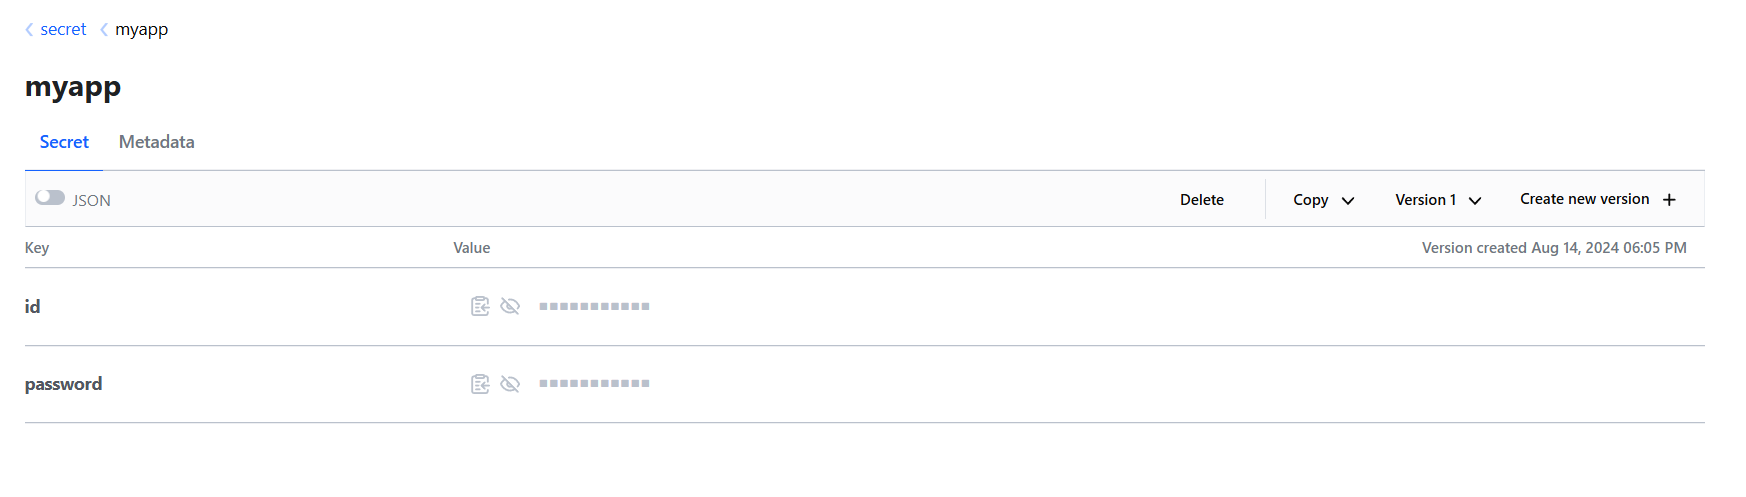 secret myapp
myapp
Secret Metadata
JSON Delete Copy Version 1 Create new version +
Key Value Version created Aug 14, 2024 06:05 PM
id
password